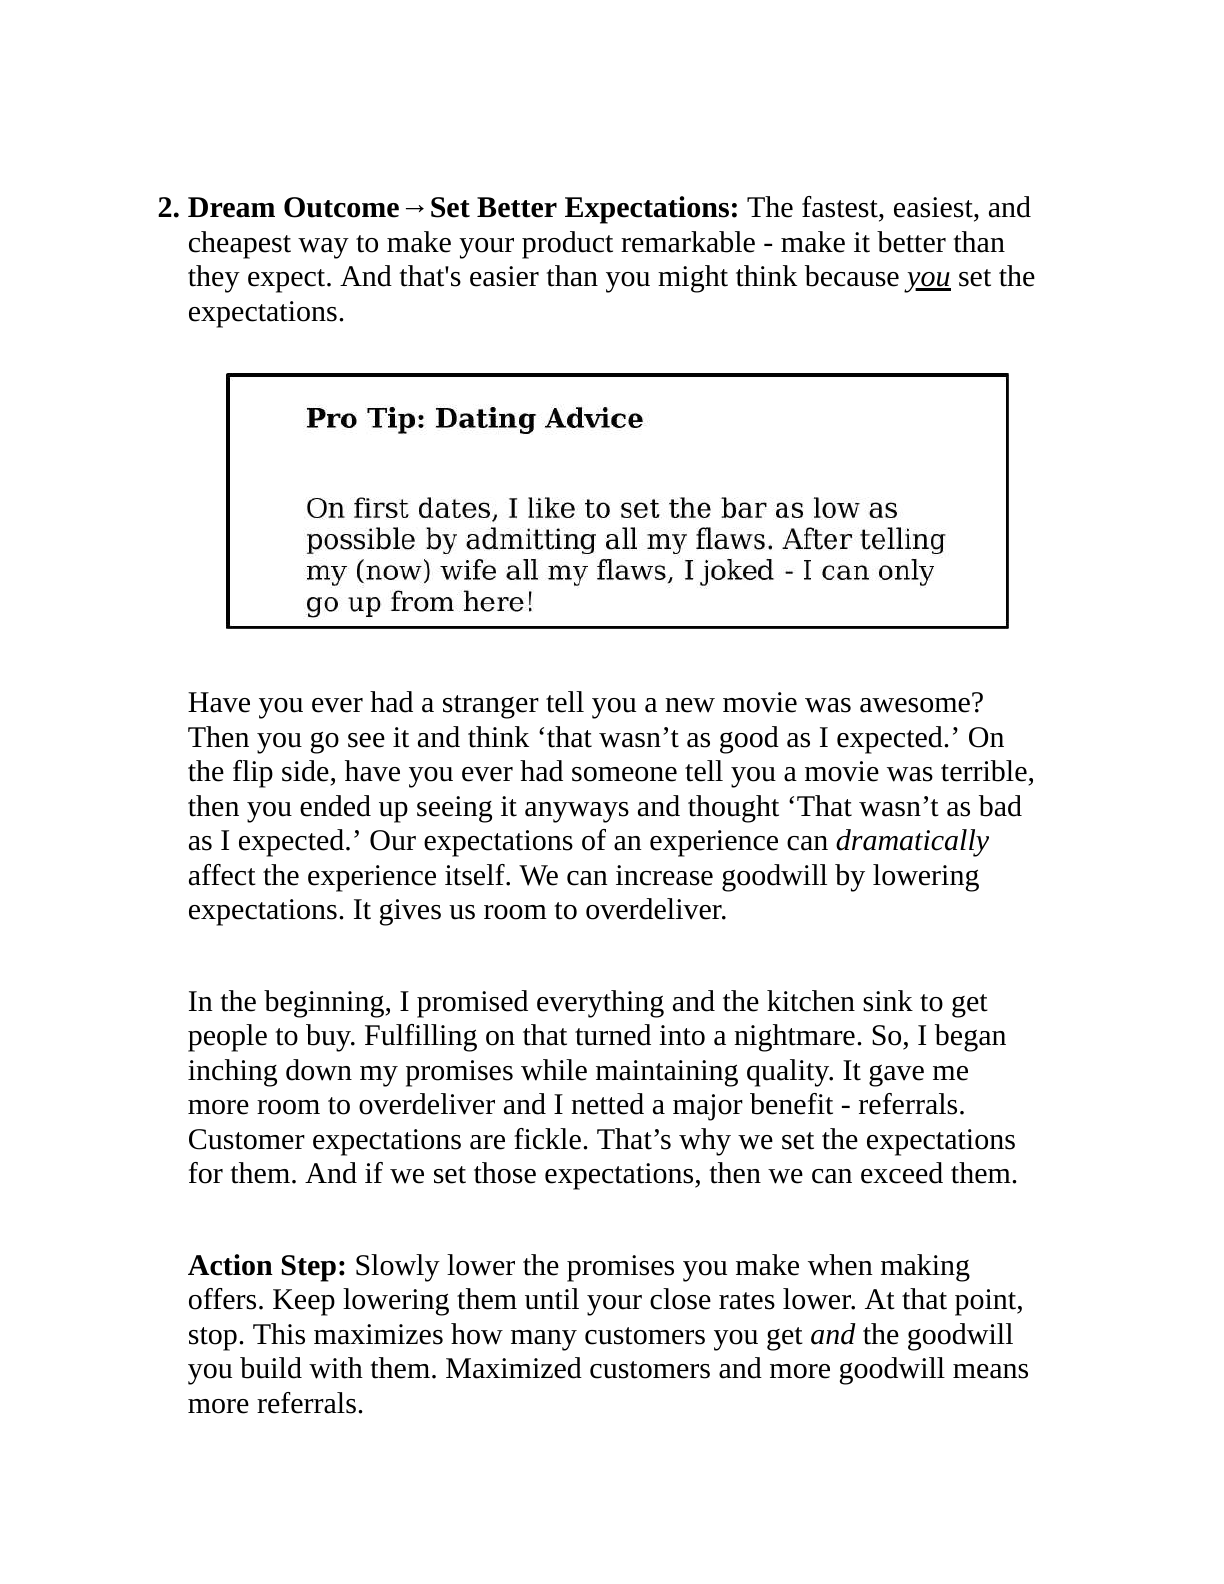 2. Dream Outcome→Set Better Expectations: The fastest, easiest, and
cheapest way to make your product remarkable - make it better than
they expect. And that's easier than you might think because you set the
expectations.
Pro Tip: Dating Advice
On first dates, I like to set the bar as low as
possible by admitting all my flaws. After telling
my (now) wife all my flaws, I joked - I can only
go up from here!
Have you ever had a stranger tell you a new movie was awesome?
Then you go see it and think ‘that wasn’t as good as I expected.’ On
the flip side, have you ever had someone tell you a movie was terrible,
then you ended up seeing it anyways and thought ‘That wasn’t as bad
as I expected.’ Our expectations of an experience can dramatically
affect the experience itself. We can increase goodwill by lowering
expectations. It gives us room to overdeliver.
In the beginning, I promised everything and the kitchen sink to get
people to buy. Fulfilling on that turned into a nightmare. So, I began
inching down my promises while maintaining quality. It gave me
more room to overdeliver and I netted a major benefit - referrals.
Customer expectations are fickle. That’s why we set the expectations
for them. And if we set those expectations, then we can exceed them.
Action Step: Slowly lower the promises you make when making
offers. Keep lowering them until your close rates lower. At that point,
stop. This maximizes how many customers you get and the goodwill
you build with them. Maximized customers and more goodwill means
more referrals.